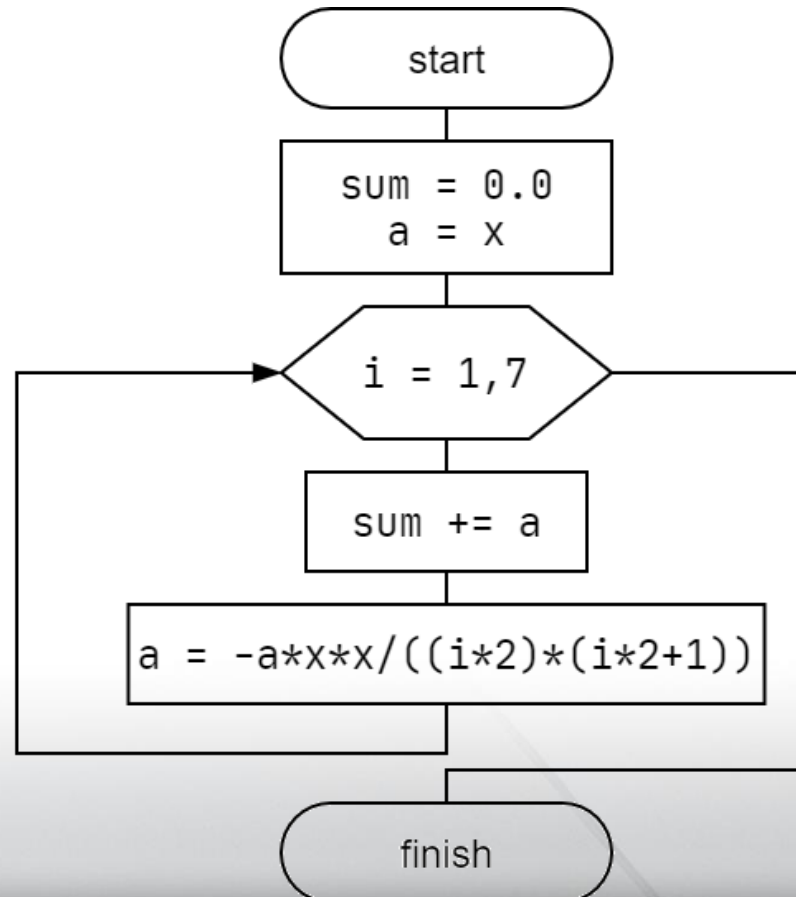 start
sum = 0.0
a = x
i = 1,7
sum += a
a = -a*x*x/((i*2)*(i*2+1))
finish